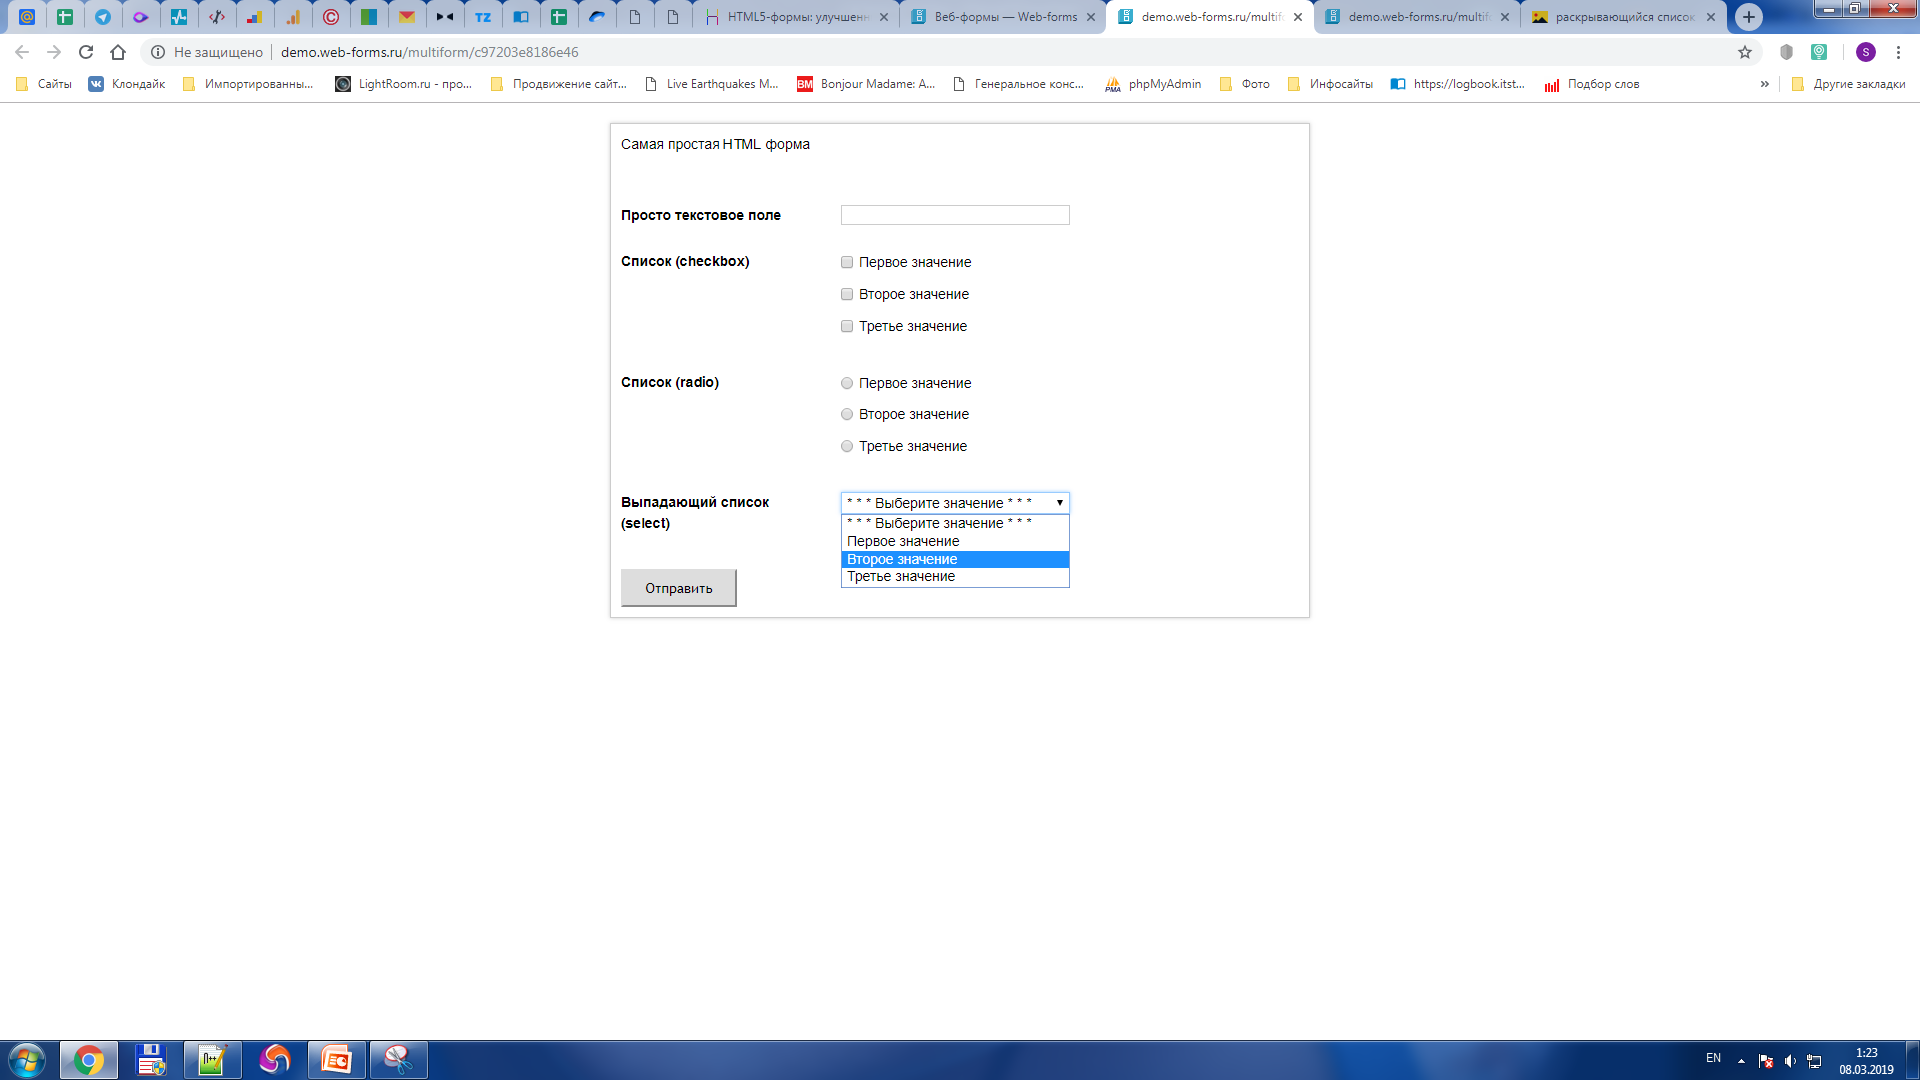 TZ
HTML5-формы: улучшенн
Веб-формы — Web-forms
demo.web-forms.ru/multif
demo.web-forms.ru/multif
раскрывающийся список
Не защищено
demo.web-forms.ru/multiform/c97203e8186e46
S
Сайты
Клондайк
Импортированны...
LightRoom.ru - про...
Продвижение сайт...
Live Earthquakes M...
BM
Bonjour Madame: A...
Генеральное конс...
PMA
phpMyAdmin
Фото
Инфосайты
https://logbook.itst...
Подбор слов
»
Другие закладки
Самая простая HTML форма
Просто текстовое поле
Список (checkbox)
Первое значение
Второе значение
Третье значение
Список (radio)
Первое значение
Второе значение
Третье значение
Выпадающий список
(select)
* * * Выберите значение * * *
* * * Выберите значение * * *
Первое значение
Второе значение
Третье значение
Отправить
EN
1:23
08.03.2019